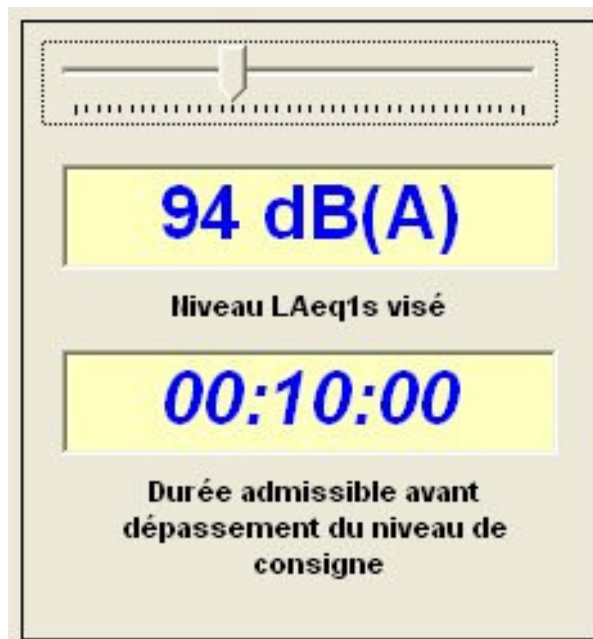 94 dB(A)
Niveau LAeq1s visé
00:10:00
Durée admissible avant
dépassement du niveau de
consigne